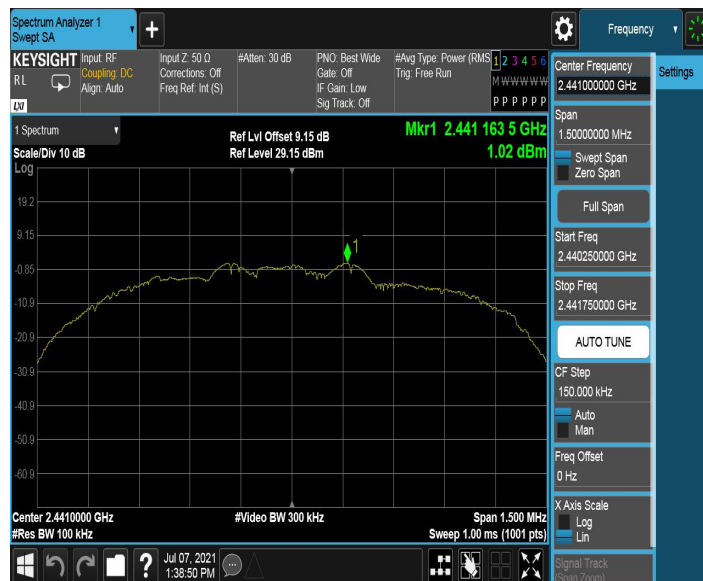 Spectrum Analyzer 1
Swept SA
Frequency
KEYSIGHT
RL
LXI
Input: RF
Coupling: DC
Align: Auto
Input Z: 50 Ω
Corrections: Off
Freq Ref: Int (S)
#Atten: 30 dB
PNO: Best Wide
Gate: Off
IF Gain: Low
Sig Track: Off
#Avg Type: Power (RMS
Trig: Free Run
1 2 3 4 5 6
M W W W W W
P P P P P P
1 Spectrum
Scale/Div 10 dB
Log
Ref Lvl Offset 9.15 dB
Ref Level 29.15 dBm
Mkr1 2.441 163 5 GHz
1.02 dBm
19.2
9.15
-0.85
-10.9
-20.9
-30.9
-40.9
-50.9
-60.9
1
Center 2.4410000 GHz
#Res BW 100 kHz
#Video BW 300 kHz
Span 1.500 MHz
Sweep 1.00 ms (1001 pts)
Jul 07, 2021
1:38:50 PM
Center Frequency
2.441000000 GHz
Span
1.50000000 MHz
Swept Span
Zero Span
Full Span
Start Freq
2.440250000 GHz
Stop Freq
2.441750000 GHz
AUTO TUNE
CF Step
150.000 kHz
Auto
Man
Freq Offset
0 Hz
X Axis Scale
Log
Lin
Signal Track
(Span Zoom)
Settings